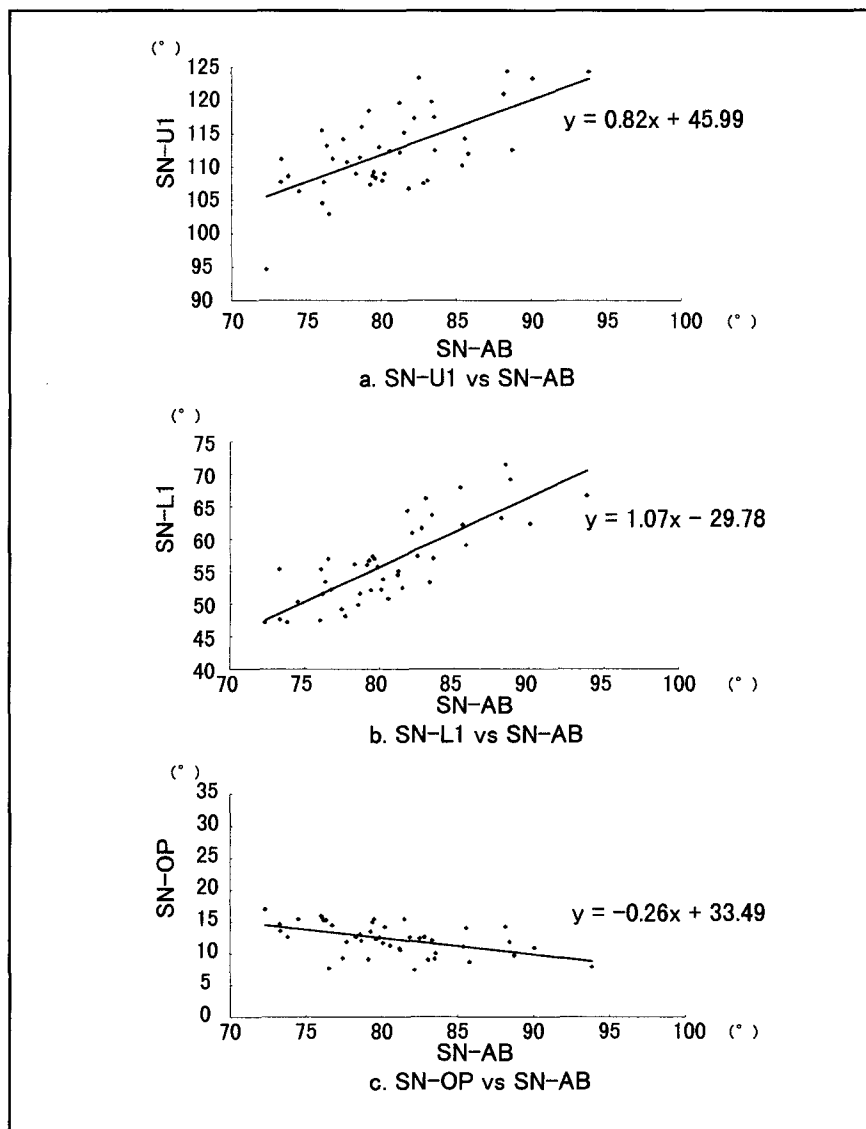 (°)
125
120
115
110
105
100
95
90
SN-U1
y = 0.82x + 45.99
70 75 80 85 90 95 100 (°)
SN-AB
a. SN-U1 vs SN-AB
(°)
75
70
65
60
55
50
45
40
SN-L1
y = 1.07x − 29.78
70 75 80 85 90 95 100 (°)
SN-AB
b. SN-L1 vs SN-AB
(°)
35
30
25
20
15
10
5
0
SN-OP
y = −0.26x + 33.49
70 75 80 85 90 95 100 (°)
SN-AB
c. SN-OP vs SN-AB